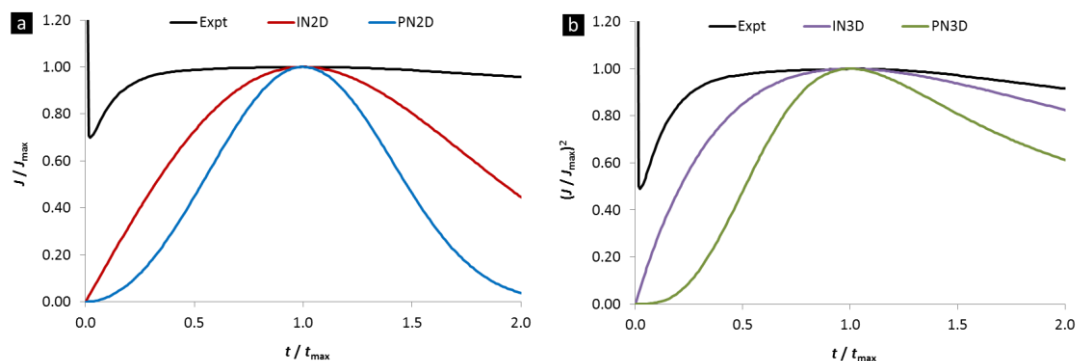 a
Expt IN2D PN2D
1.20
1.00
0.80
0.60
0.40
0.20
0.00
J / Jmax
0.0 0.5 1.0 1.5 2.0
t / tmax
b
Expt IN3D PN3D
1.20
1.00
0.80
0.60
0.40
0.20
0.00
(J / Jmax)²
0.0 0.5 1.0 1.5 2.0
t / tmax